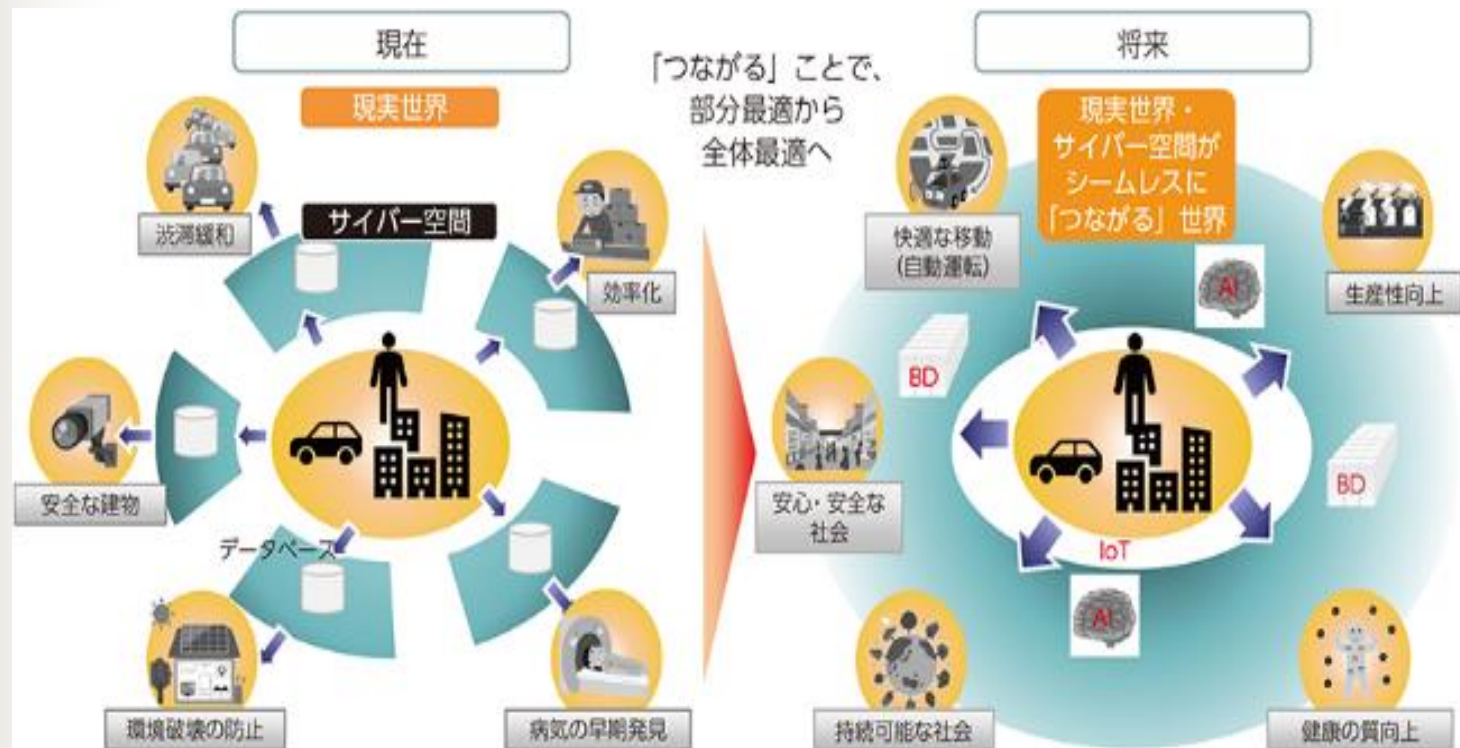 現在
現実世界
サイバー空間
渋滞緩和
効率化
安全な建物
データベース
環境破壊の防止
病気の早期発見
「つながる」ことで、
部分最適から
全体最適へ
将来
現実世界・
サイバー空間が
シームレスに
「つながる」世界
快適な移動
(自動運転)
AI
生産性向上
BD
安心・安全な
社会
BD
IoT
AI
持続可能な社会
健康の質向上